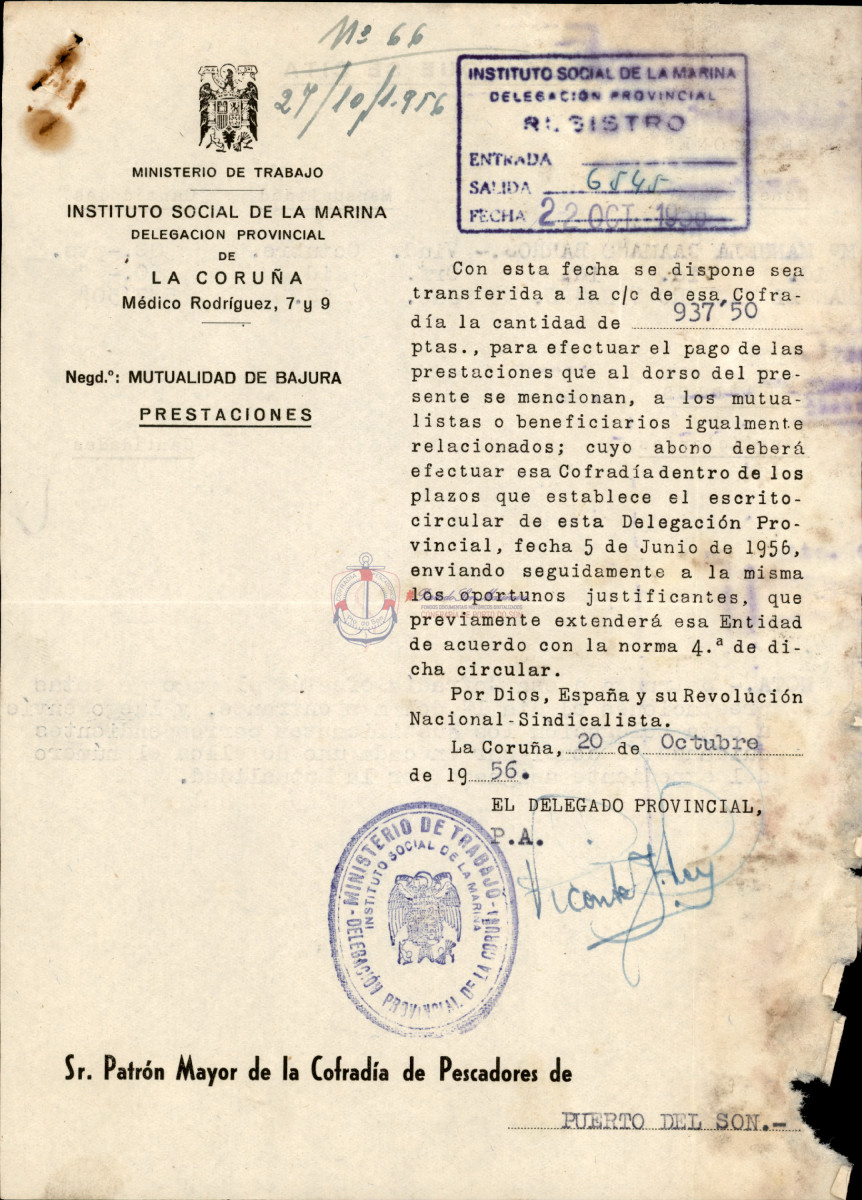 Nº 66
27/10/1.956
INSTITUTO SOCIAL DE LA MARINA
DELEGACION PROVINCIAL
REGISTRO
ENTRADA
SALIDA 6545
FECHA 22 OCT. 1956
MINISTERIO DE TRABAJO
INSTITUTO SOCIAL DE LA MARINA
DELEGACION PROVINCIAL
DE
LA CORUÑA
Médico Rodríguez, 7 y 9
Negd.º: MUTUALIDAD DE BAJURA
PRESTACIONES
Con esta fecha se dispone sea
transferida a la c/c de esa Cofra-
día la cantidad de 937'50
ptas., para efectuar el pago de las
prestaciones que al dorso del pre-
sente se mencionan, a los mutua-
listas o beneficiarios igualmente
relacionados; cuyo abono deberá
efectuar esa Cofradía dentro de los
plazos que establece el escrito-
circular de esta Delegación Pro-
vincial, fecha 5 de Junio de 1956,
enviando seguidamente a la misma
los oportunos justificantes, que
previamente extenderá esa Entidad
de acuerdo con la norma 4.ª de di-
cha circular.
Por Dios, España y su Revolución
Nacional-Sindicalista.
La Coruña, 20 de Octubre
de 1956.
EL DELEGADO PROVINCIAL,
P.A.
Vicente
MINISTERIO DE TRABAJO
INSTITUTO SOCIAL DE LA MARINA
DELEGACIÓN PROVINCIAL DE LA CORUÑA
Sr. Patrón Mayor de la Cofradía de Pescadores de
PUERTO DEL SON.-